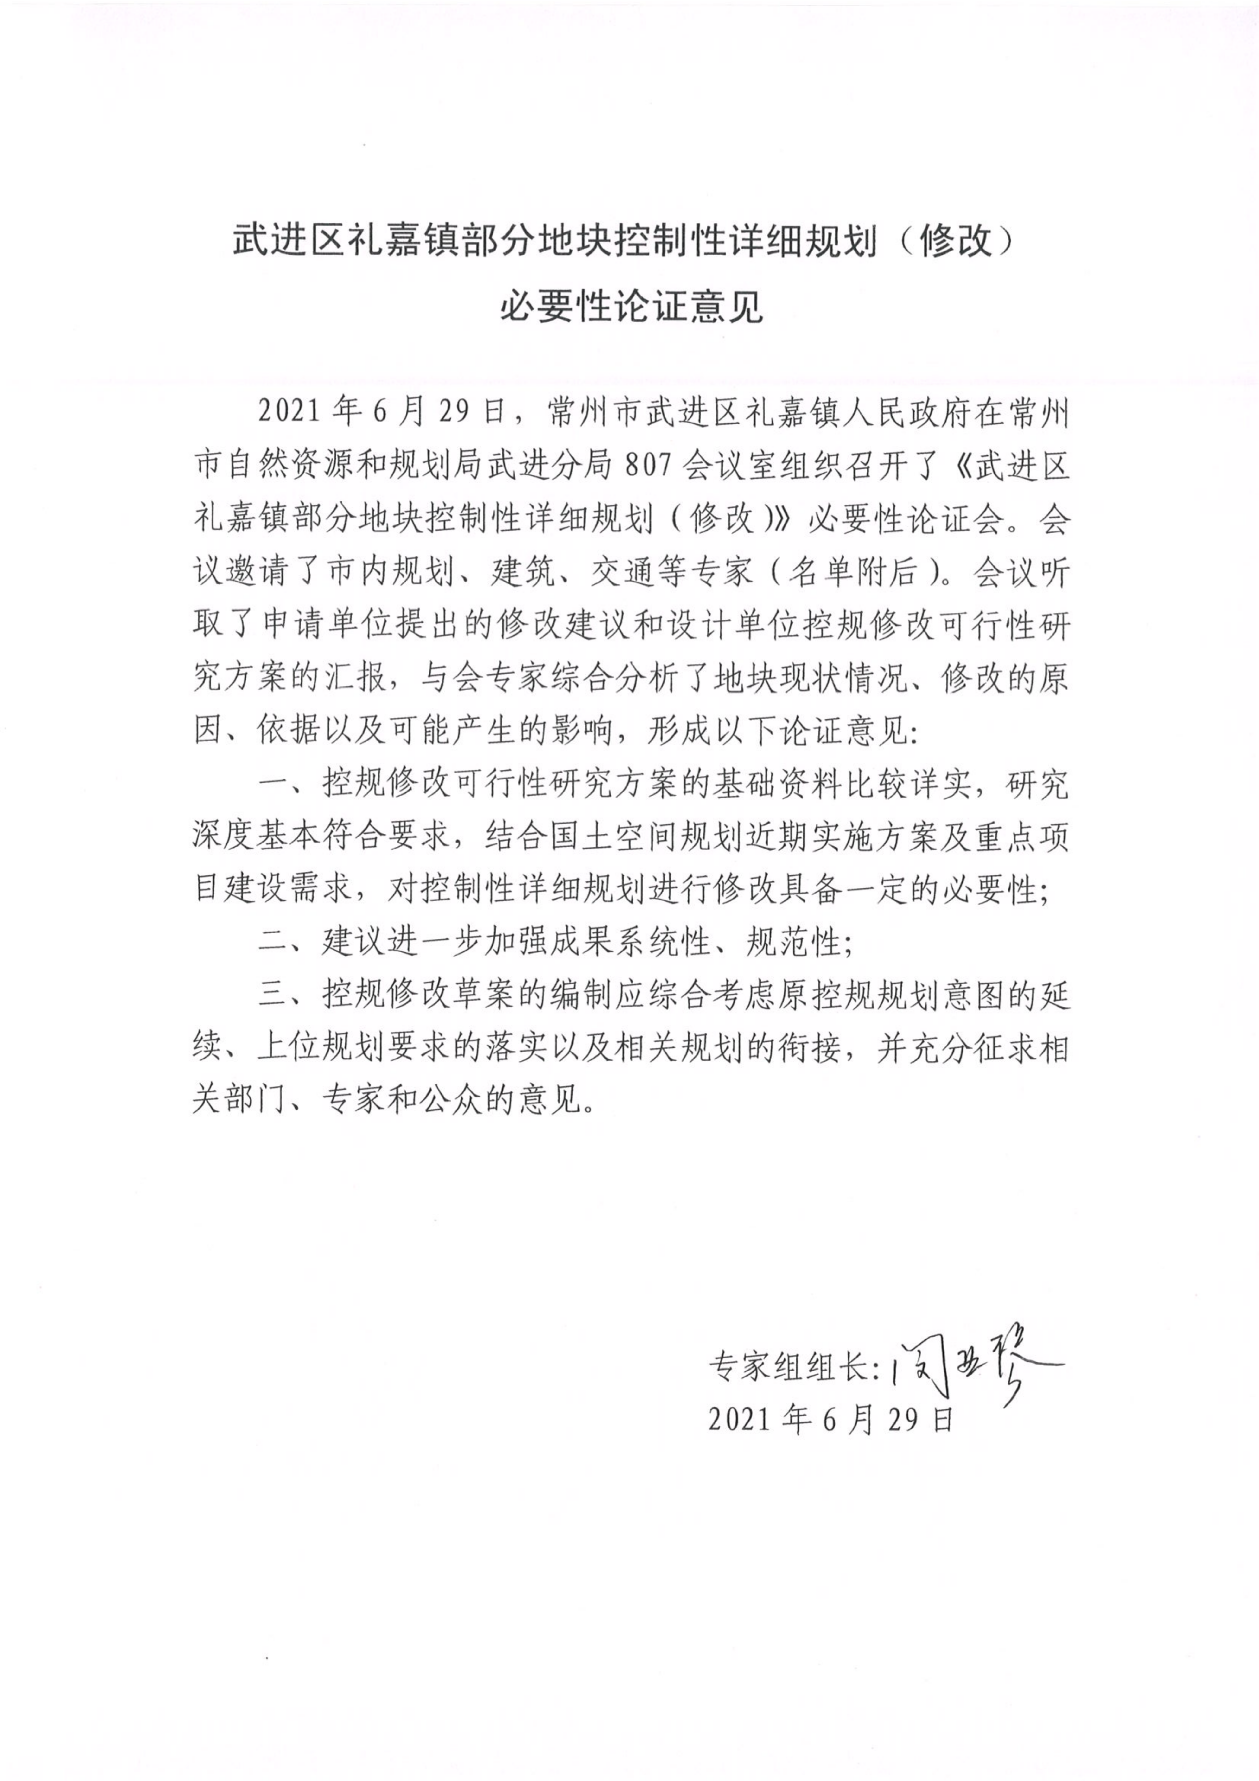 武进区礼嘉镇部分地块控制性详细规划（修改）
必要性论证意见
2021 年 6 月 29 日，常州市武进区礼嘉镇人民政府在常州
市自然资源和规划局武进分局 807 会议室组织召开了《武进区
礼嘉镇部分地块控制性详细规划（修改）》必要性论证会。会
议邀请了市内规划、建筑、交通等专家（名单附后）。会议听
取了申请单位提出的修改建议和设计单位控规修改可行性研
究方案的汇报，与会专家综合分析了地块现状情况、修改的原
因、依据以及可能产生的影响，形成以下论证意见：
一、控规修改可行性研究方案的基础资料比较详实，研究
深度基本符合要求，结合国土空间规划近期实施方案及重点项
目建设需求，对控制性详细规划进行修改具备一定的必要性；
二、建议进一步加强成果系统性、规范性；
三、控规修改草案的编制应综合考虑原控规规划意图的延
续、上位规划要求的落实以及相关规划的衔接，并充分征求相
关部门、专家和公众的意见。
专家组组长：
2021 年 6 月 29 日